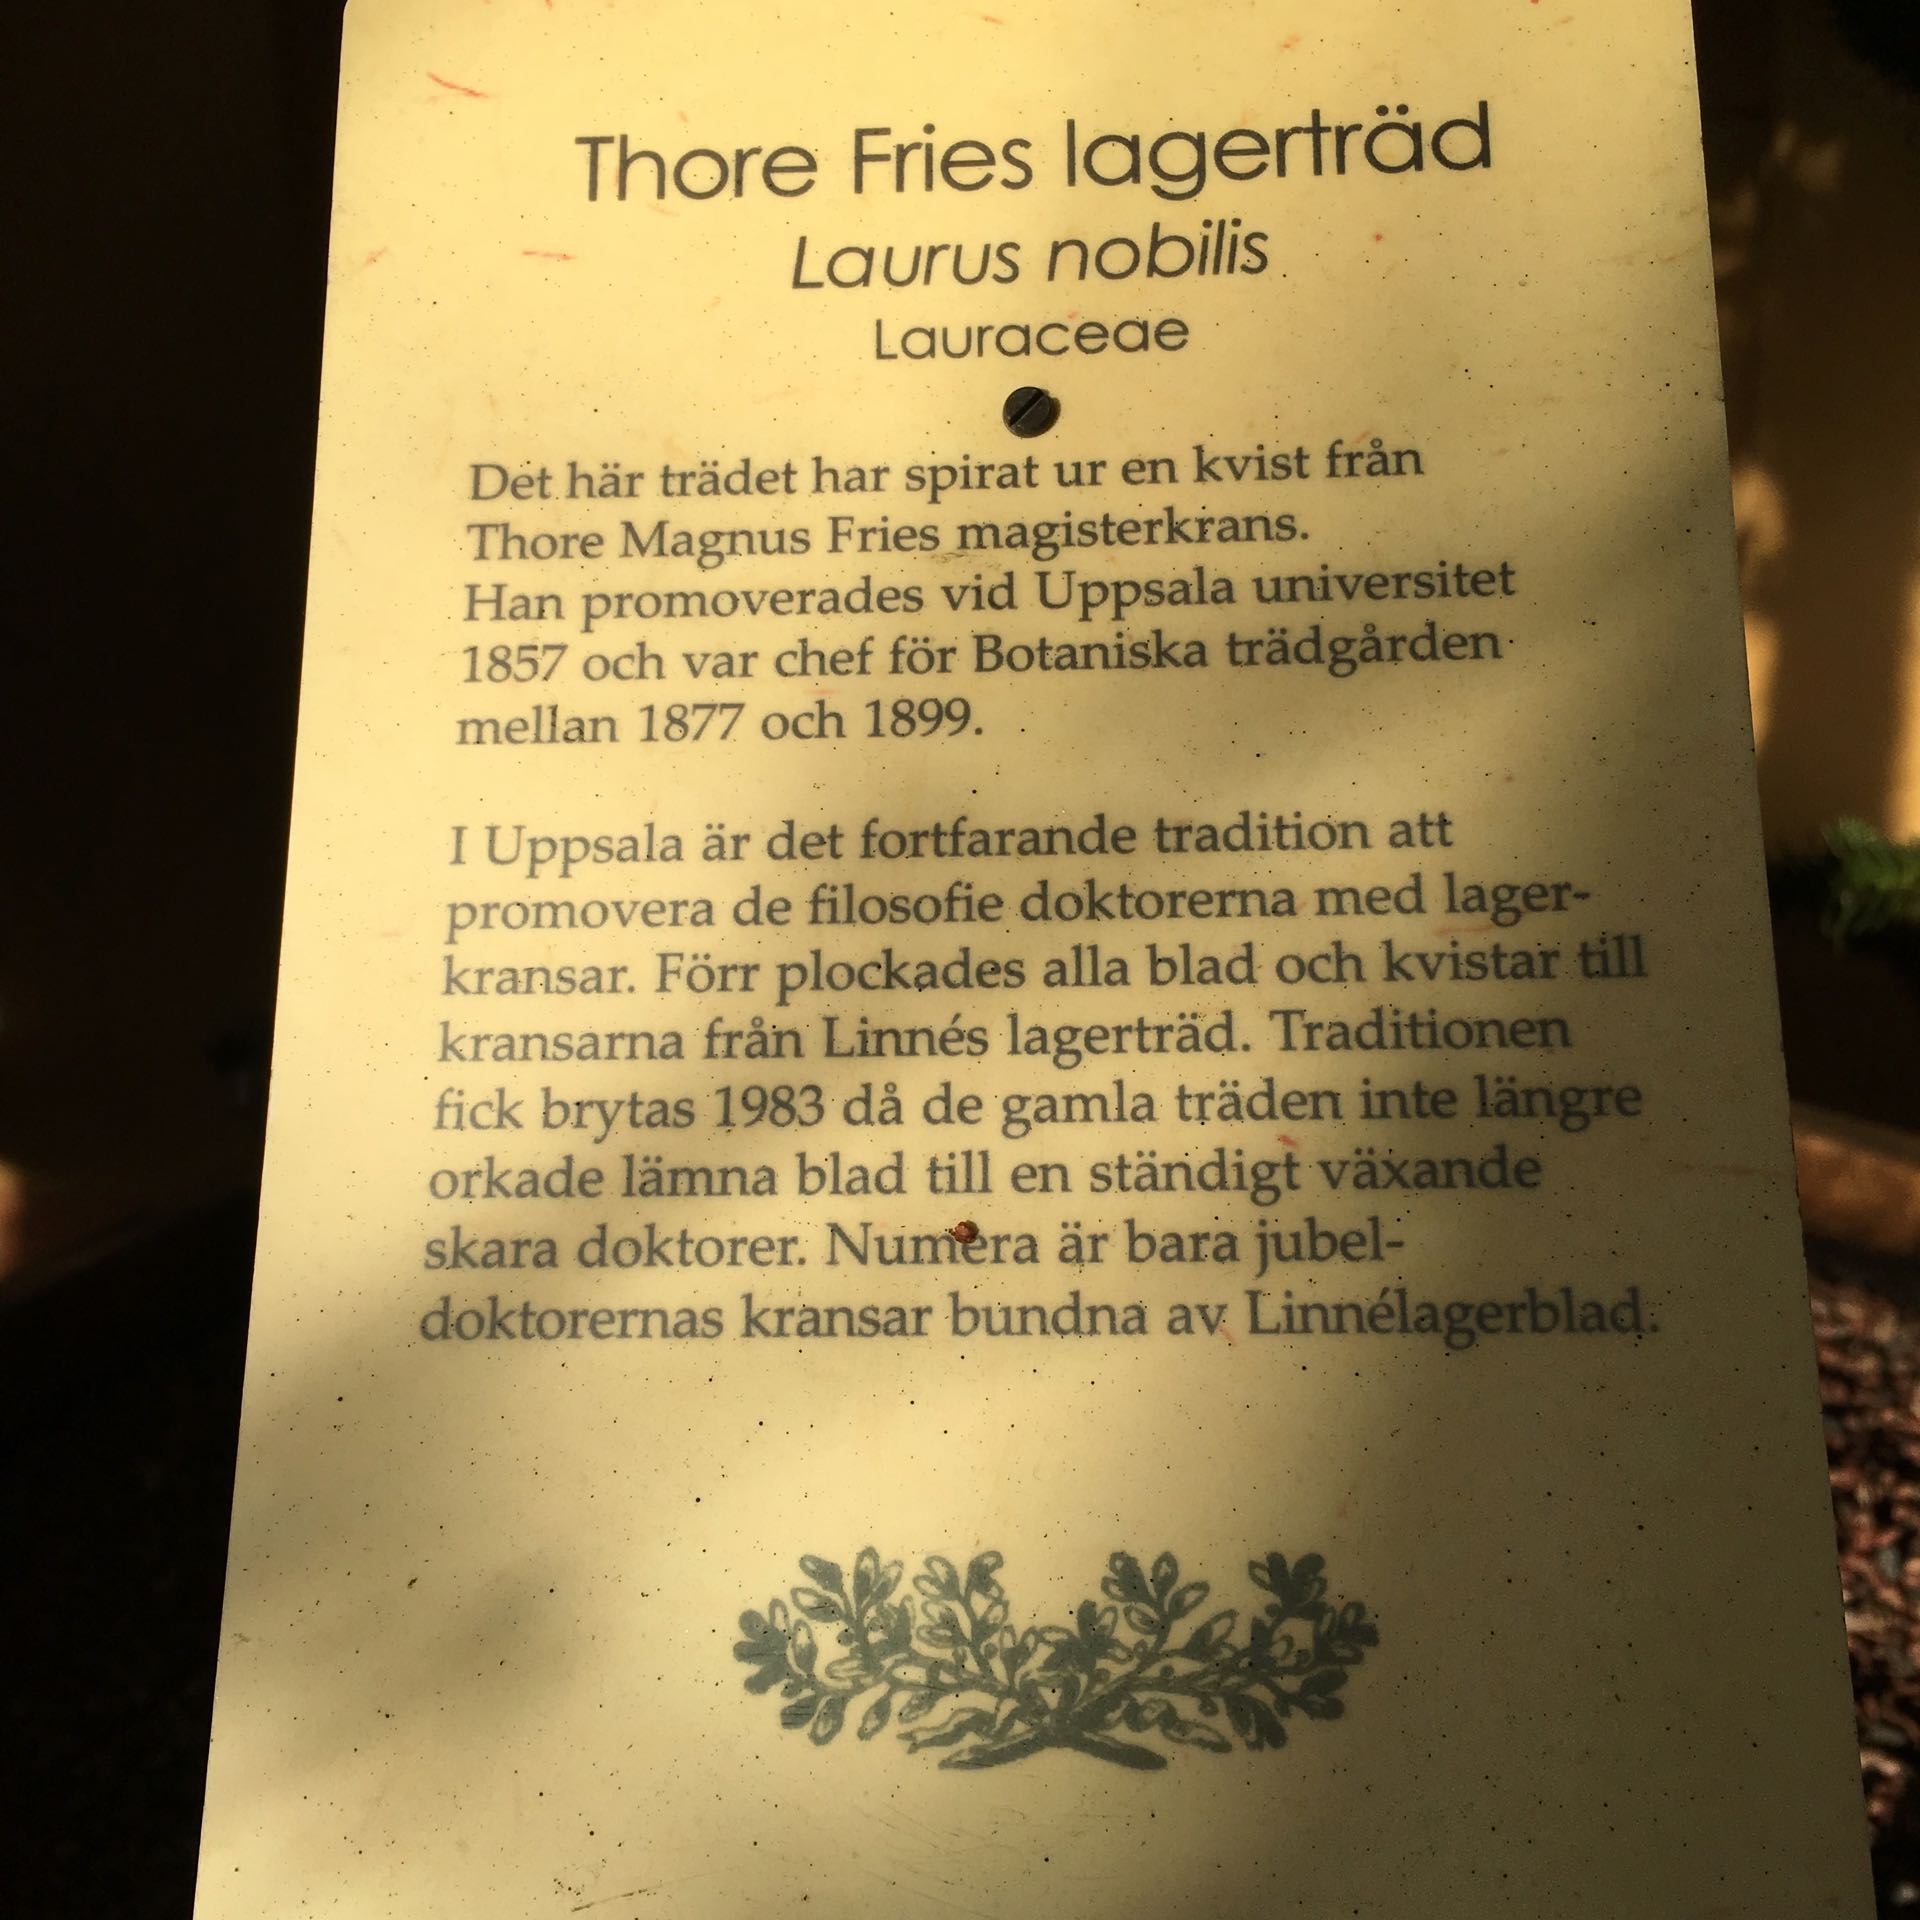 Thore Fries lagerträd
Laurus nobilis
Lauraceae
Det här trädet har spirat ur en kvist från
Thore Magnus Fries magisterkrans.
Han promoverades vid Uppsala universitet
1857 och var chef för Botaniska trädgården
mellan 1877 och 1899.
I Uppsala är det fortfarande tradition att
promovera de filosofie doktorerna med lager-
kransar. Förr plockades alla blad och kvistar till
kransarna från Linnés lagerträd. Traditionen
fick brytas 1983 då de gamla träden inte längre
orkade lämna blad till en ständigt växande
skara doktorer. Numera är bara jubel-
doktorernas kransar bundna av Linnélagerblad.